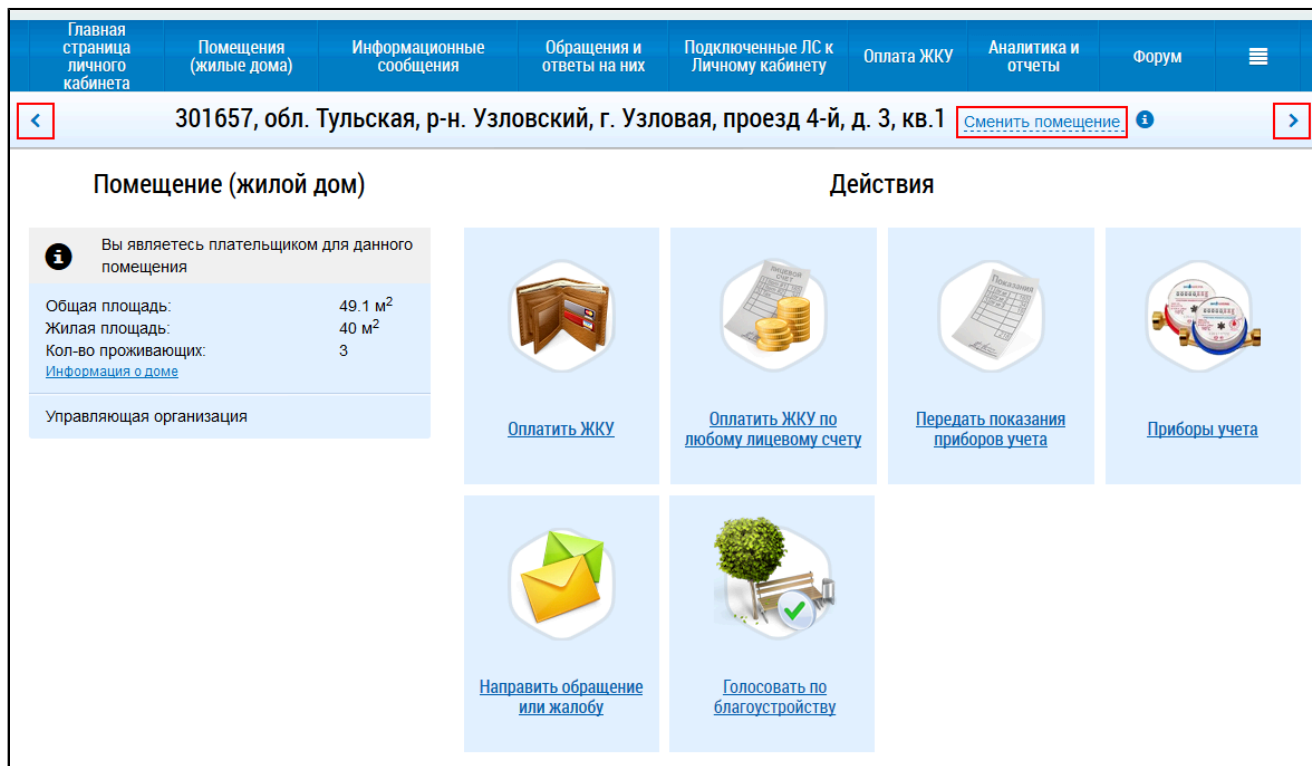 Главная
страница
личного
кабинета
Помещения
(жилые дома)
Информационные
сообщения
Обращения и
ответы на них
Подключенные ЛС к
Личному кабинету
Оплата ЖКУ
Аналитика и
отчеты
Форум
301657, обл. Тульская, р-н. Узловский, г. Узловая, проезд 4-й, д. 3, кв.1 Сменить помещение
Помещение (жилой дом)
Вы являетесь плательщиком для данного
помещения
Общая площадь: 49.1 м²
Жилая площадь: 40 м²
Кол-во проживающих: 3
Информация о доме
Управляющая организация
Действия
Оплатить ЖКУ
лицевой
счет
Оплатить ЖКУ по
любому лицевому счету
Показания
Передать показания
приборов учета
Приборы учета
Направить обращение
или жалобу
Голосовать по
благоустройству